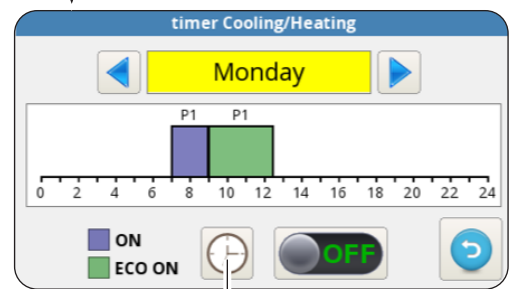 timer Cooling/Heating
Monday
P1 P1
0 2 4 6 8 10 12 14 16 18 20 22 24
ON
ECO ON
OFF